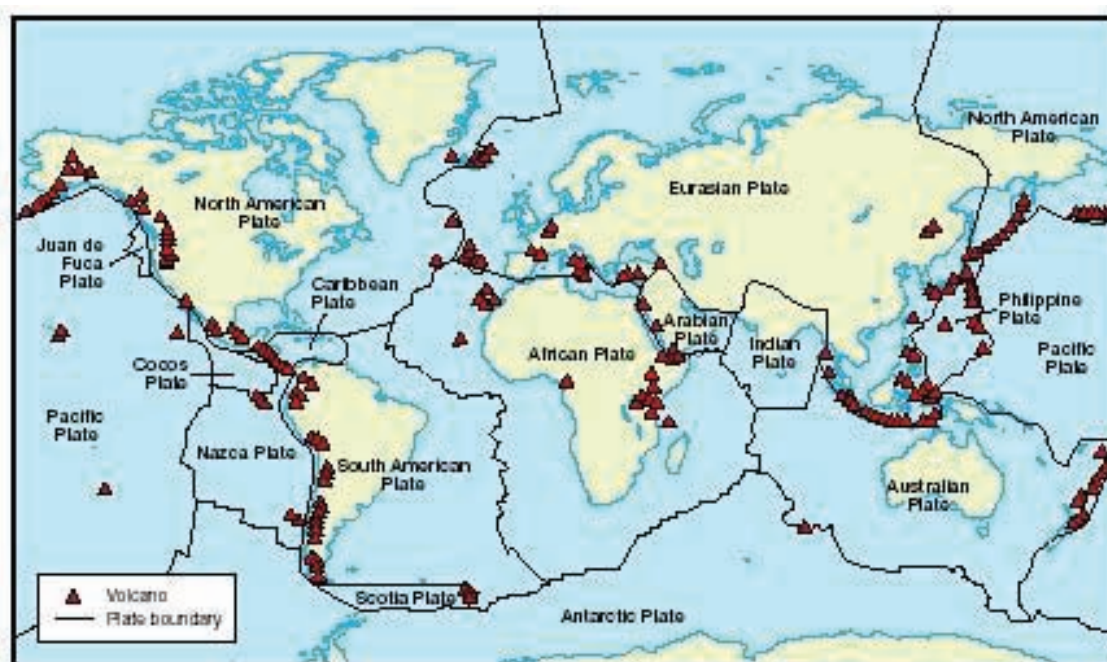 North American
Plate
Eurasian Plate
North American
Plate
Juan de
Fuca
Plate
Caribbean
Plate
Philippine
Plate
Arabian
Plate
African Plate
Indian
Plate
Pacific
Plate
Cocos
Plate
Pacific
Plate
Nazca Plate
South American
Plate
Australian
Plate
Volcano
Plate boundary
Scotia Plate
Antarctic Plate